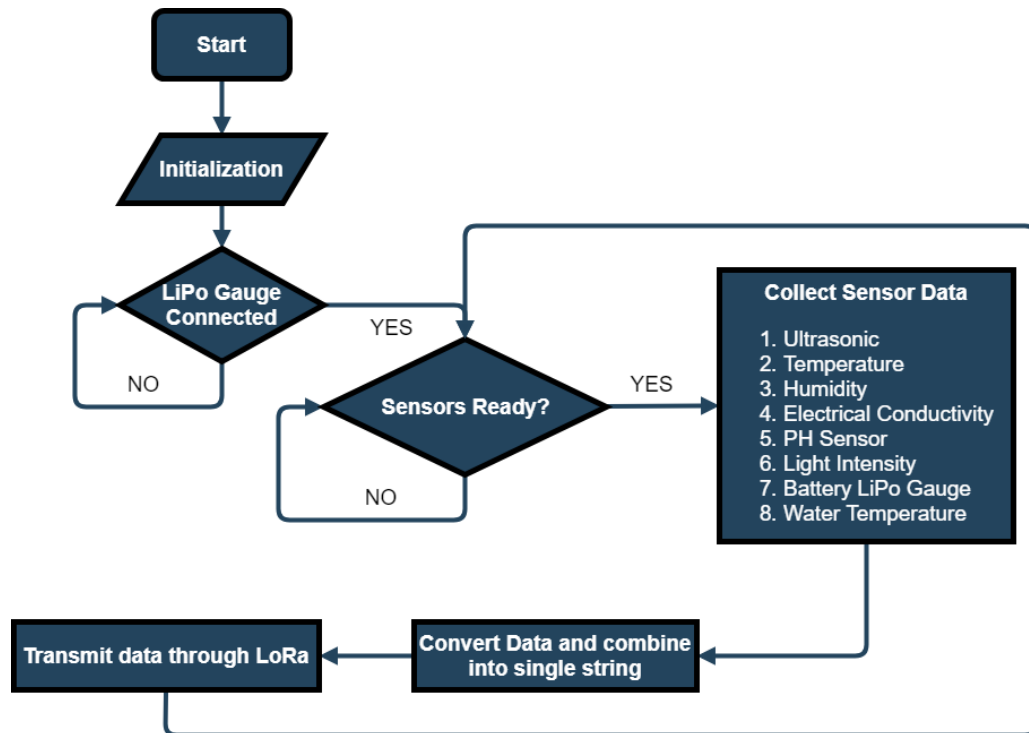 Start
Initialization
LiPo Gauge
Connected
YES
NO
Sensors Ready?
YES
NO
Collect Sensor Data
1. Ultrasonic
2. Temperature
3. Humidity
4. Electrical Conductivity
5. PH Sensor
6. Light Intensity
7. Battery LiPo Gauge
8. Water Temperature
Convert Data and combine
into single string
Transmit data through LoRa